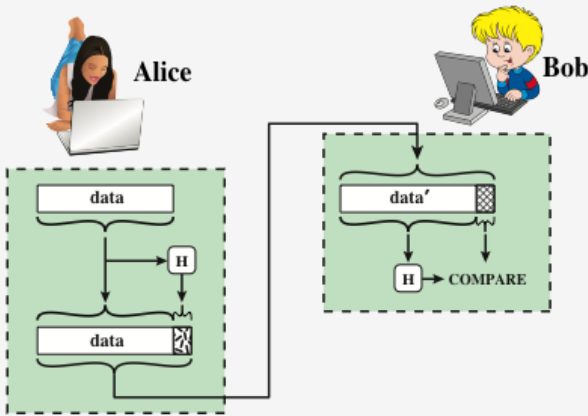 Alice
data
H
data
Bob
data′
H
COMPARE